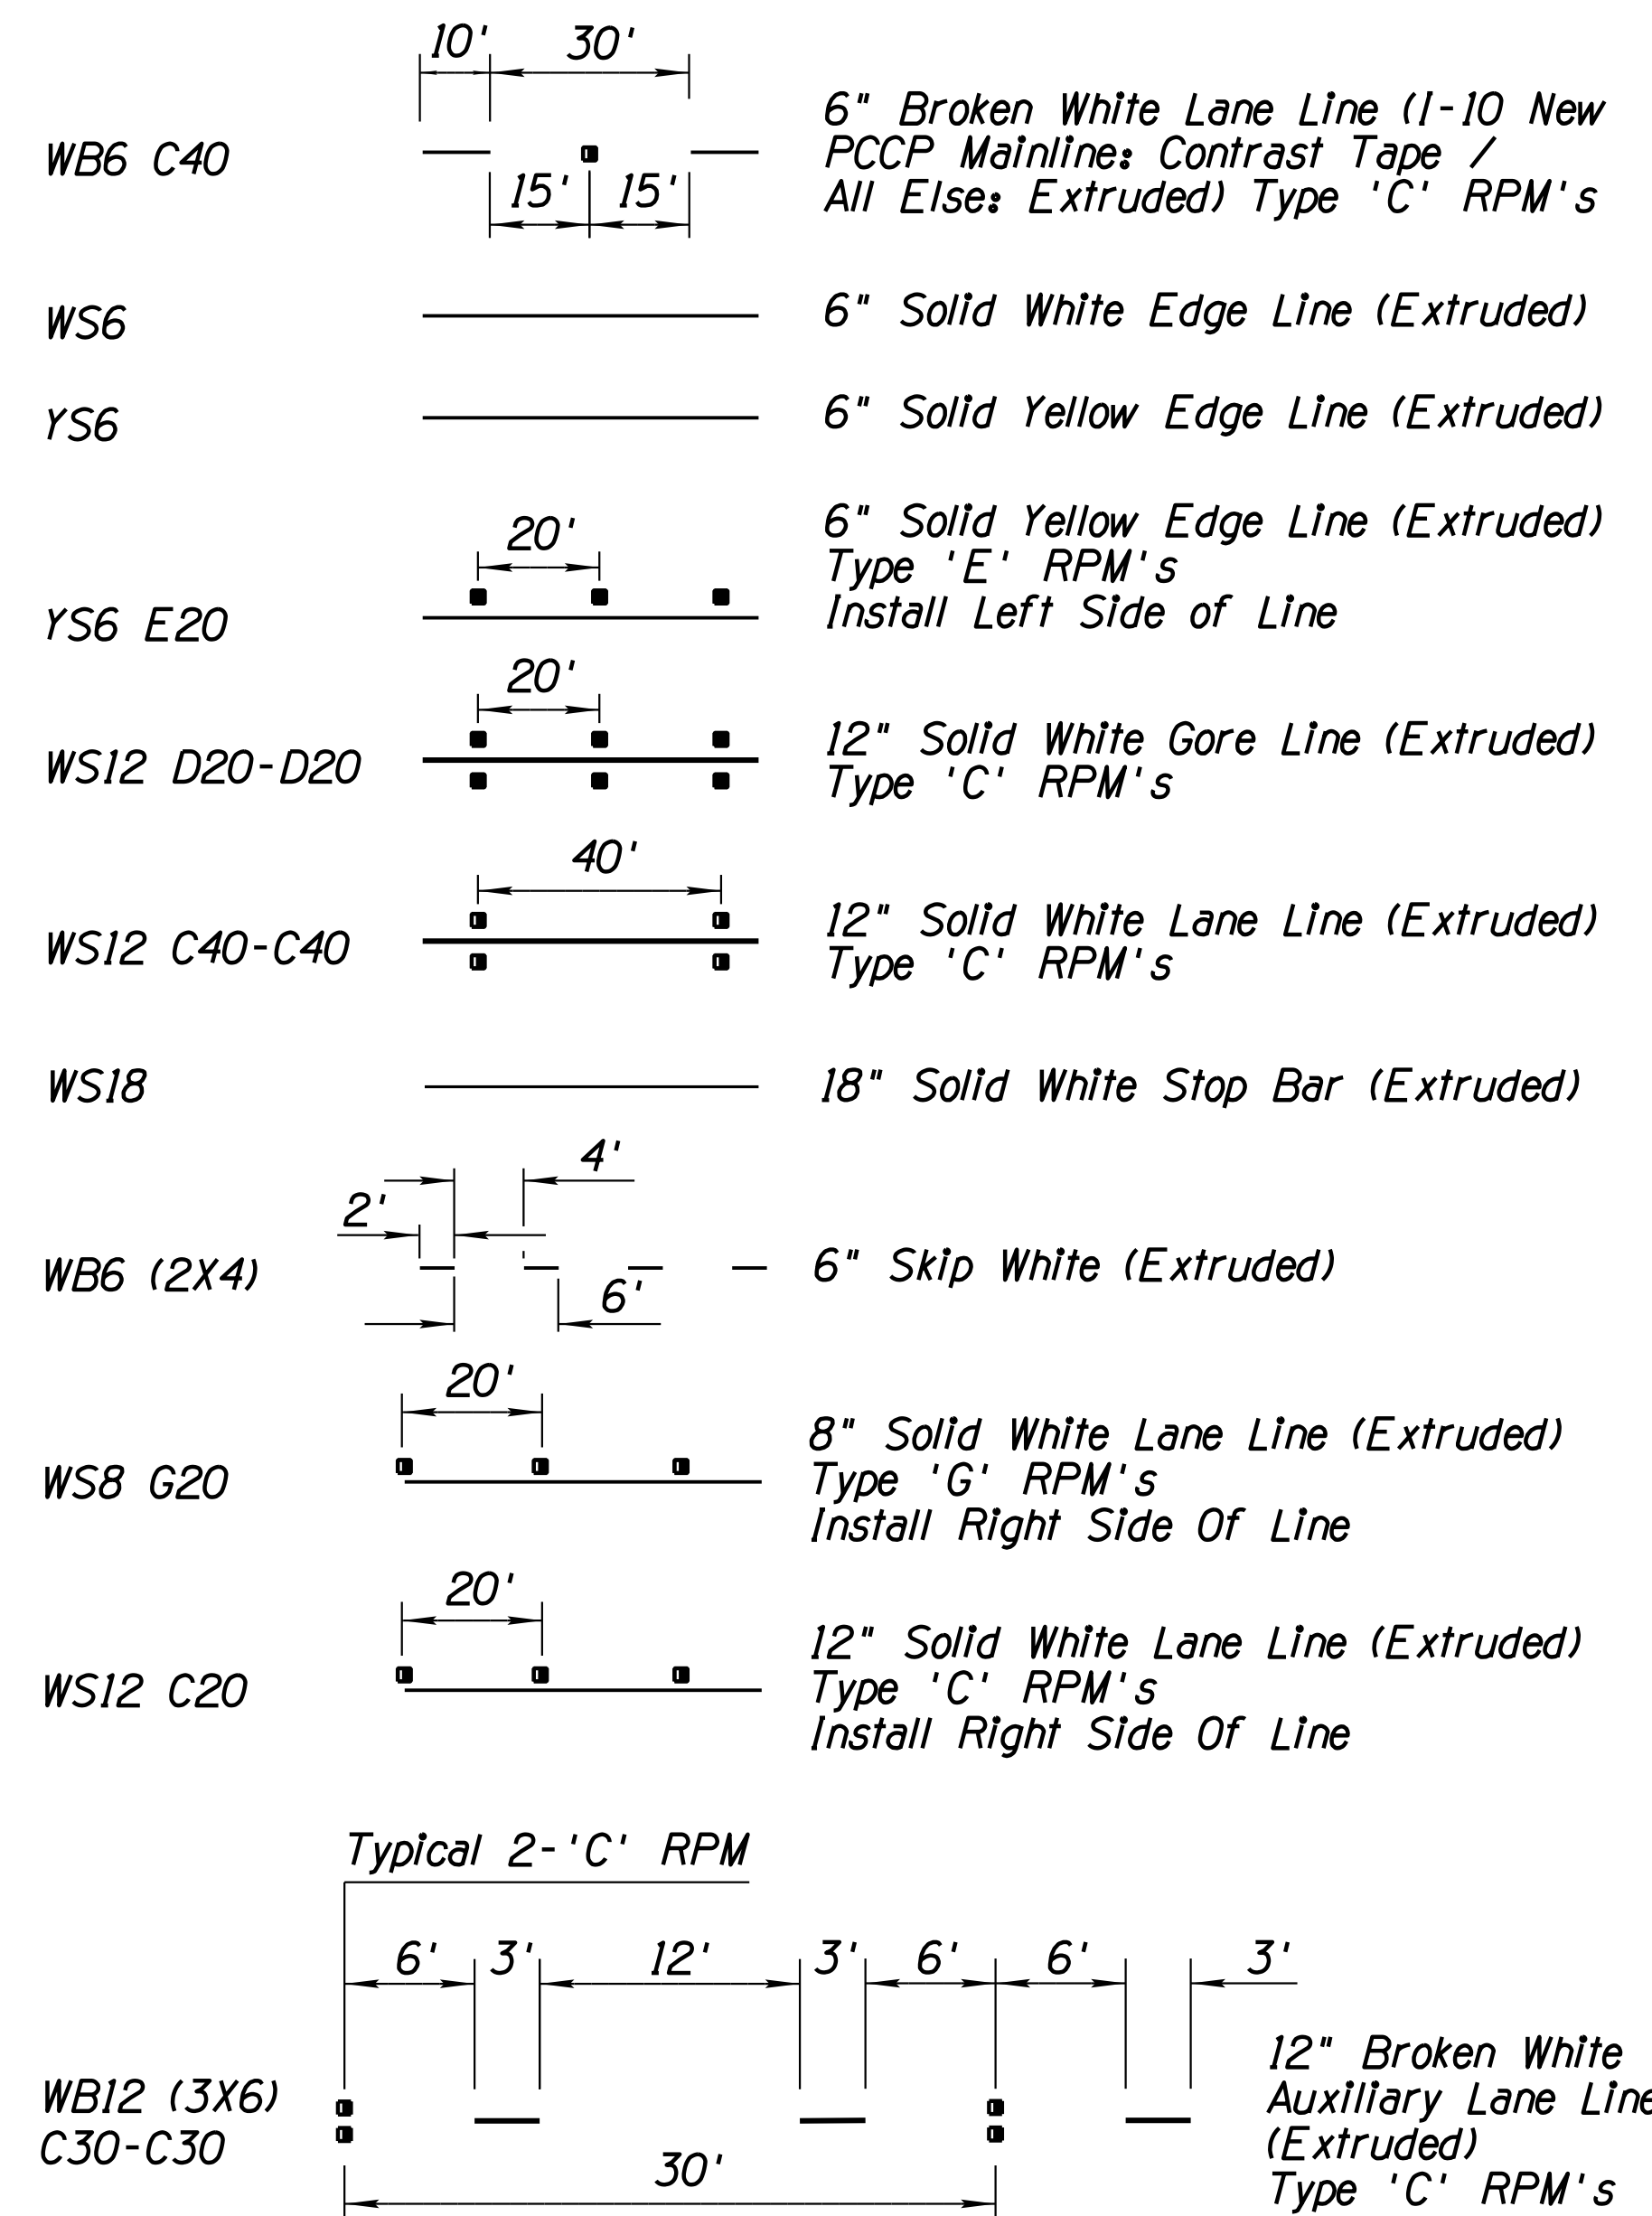 10' 30'
WB6 C40
15' 15'
6" Broken White Lane Line (I-10 New
PCCP Mainline: Contrast Tape /
All Else: Extruded) Type 'C' RPM's
WS6
6" Solid White Edge Line (Extruded)
YS6
6" Solid Yellow Edge Line (Extruded)
20'
YS6 E20
6" Solid Yellow Edge Line (Extruded)
Type 'E' RPM's
Install Left Side of Line
20'
WS12 D20-D20
12" Solid White Gore Line (Extruded)
Type 'C' RPM's
40'
WS12 C40-C40
12" Solid White Lane Line (Extruded)
Type 'C' RPM's
WS18
18" Solid White Stop Bar (Extruded)
4'
2'
WB6 (2X4)
6" Skip White (Extruded)
6'
20'
WS8 G20
8" Solid White Lane Line (Extruded)
Type 'G' RPM's
Install Right Side Of Line
20'
WS12 C20
12" Solid White Lane Line (Extruded)
Type 'C' RPM's
Install Right Side Of Line
Typical 2-'C' RPM
6' 3' 12' 3' 6' 6' 3'
WB12 (3X6)
C30-C30
30'
12" Broken White
Auxiliary Lane Line
(Extruded)
Type 'C' RPM's